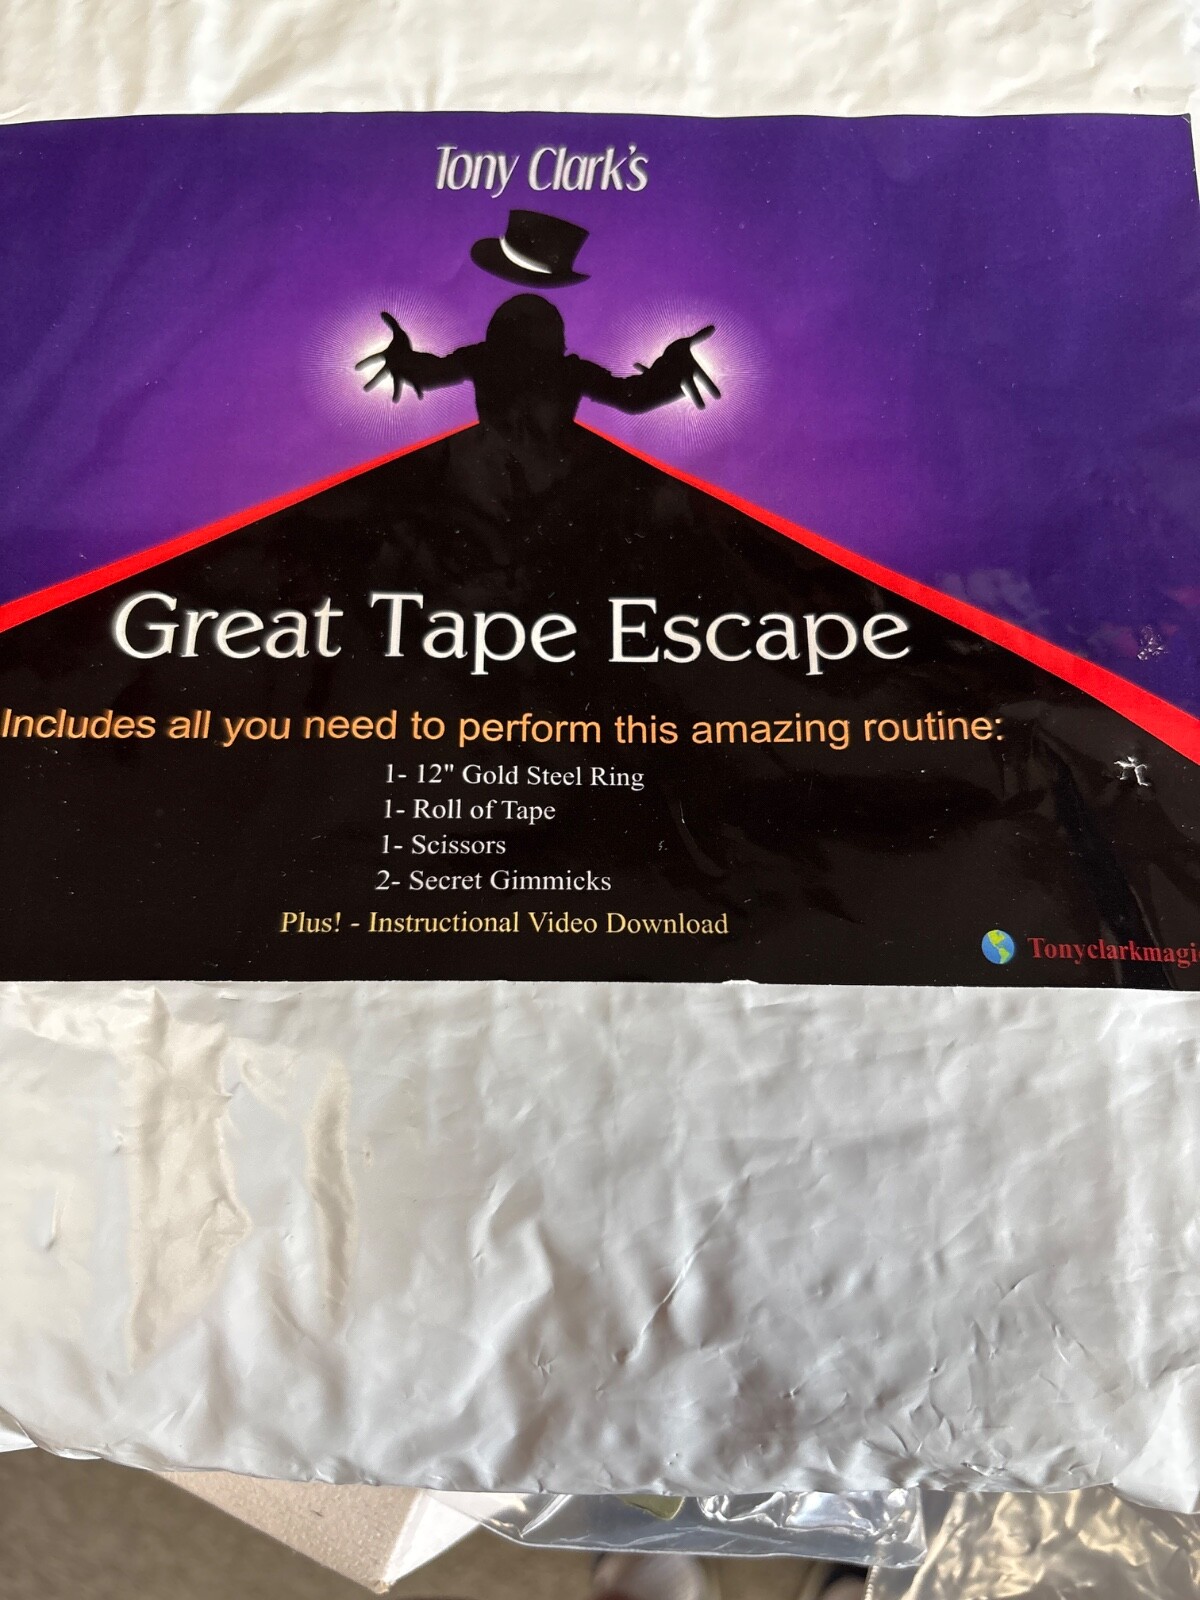 Tony Clark's
Great Tape Escape
Includes all you need to perform this amazing routine:
1- 12" Gold Steel Ring
1- Roll of Tape
1- Scissors
2- Secret Gimmicks
Plus! - Instructional Video Download
Tonyclarkmagi